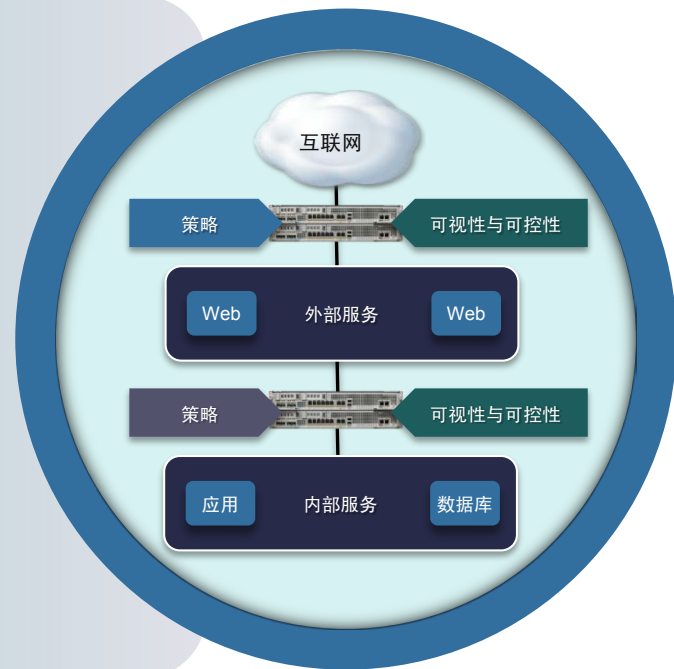 互联网
策略
可视性与可控性
Web
外部服务
Web
策略
可视性与可控性
应用
内部服务
数据库